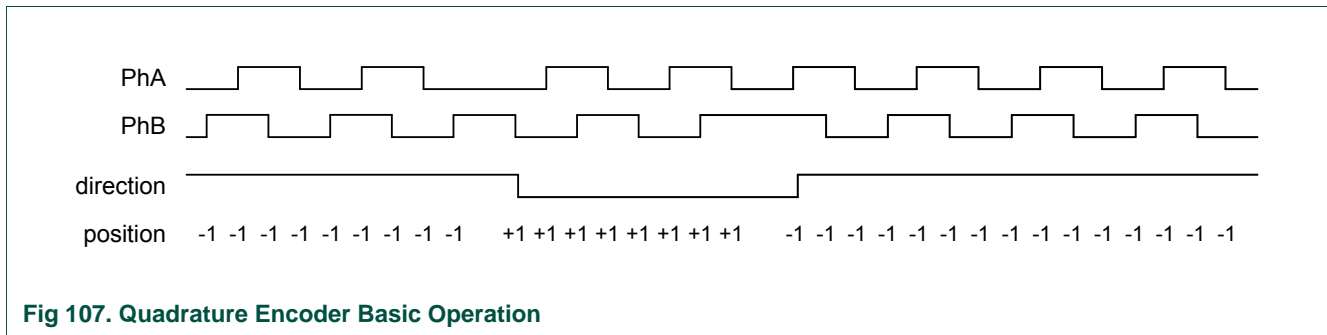 PhA
PhB
direction
position -1 -1 -1 -1 -1 -1 -1 -1 -1 +1 +1 +1 +1 +1 +1 +1 +1 -1 -1 -1 -1 -1 -1 -1 -1 -1 -1 -1 -1 -1 -1 -1
Fig 107. Quadrature Encoder Basic Operation